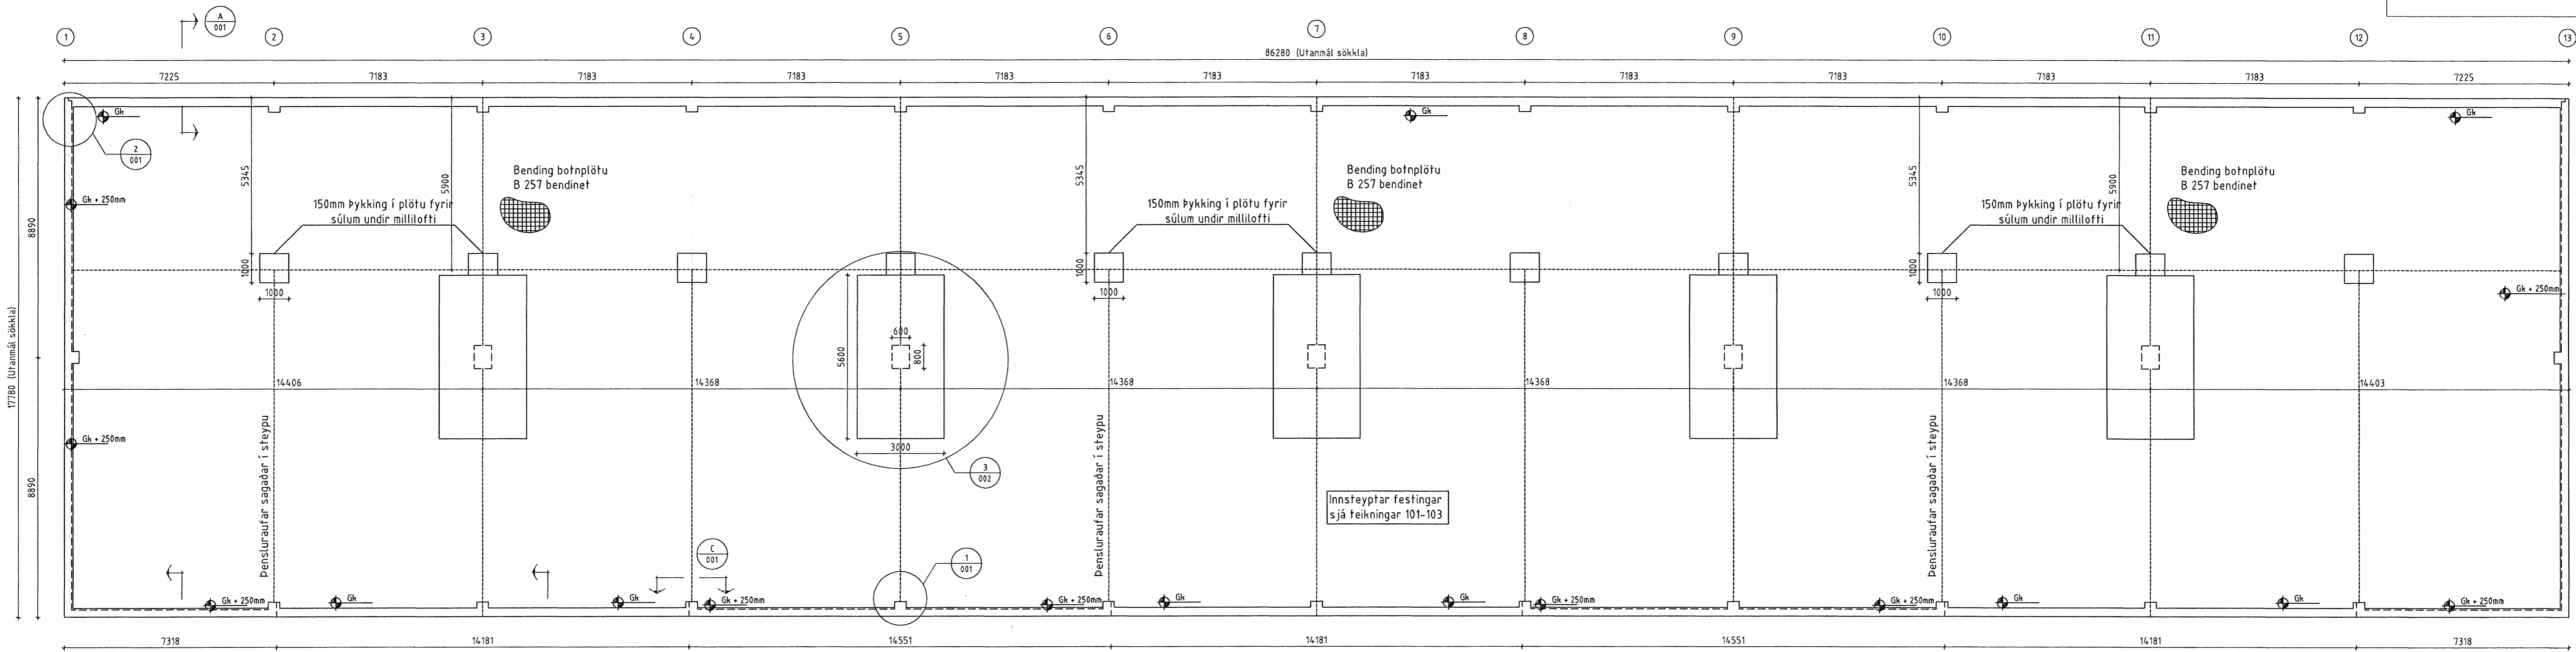 A
001
1
2
3
4
5
6
7
8
9
10
11
12
13
86280 (Utanmál sökkla)
7225
7183
7183
7183
7183
7183
7183
7183
7183
7183
7183
7225
Gk
Gk
Gk
2
001
Bending botnplötu
B 257 bendinet
Bending botnplötu
B 257 bendinet
Bending botnplötu
B 257 bendinet
5345
5900
5345
5345
5900
Gk + 250mm
150mm Þykking í plötu fyrir
súlum undir millilofti
150mm Þykking í plötu fyrir
súlum undir millilofti
150mm Þykking í plötu fyrir
súlum undir millilofti
8890
1000
1000
1000
1000
1000
1000
Gk + 250mm
17780 (Utanmál sökkla)
600
800
5600
3000
14406
14368
14368
14368
14368
14403
Gk + 250mm
8890
Þensluraufar sagaðar í steypu
Þensluraufar sagaðar í steypu
Þensluraufar sagaðar í steypu
3
002
Innsteyptar festingar
sjá teikningar 101-103
C
001
1
001
Gk + 250mm
Gk
Gk
Gk + 250mm
Gk + 250mm
Gk
Gk
Gk + 250mm
Gk + 250mm
Gk
Gk
Gk + 250mm
7318
14181
14551
14181
14551
14181
7318